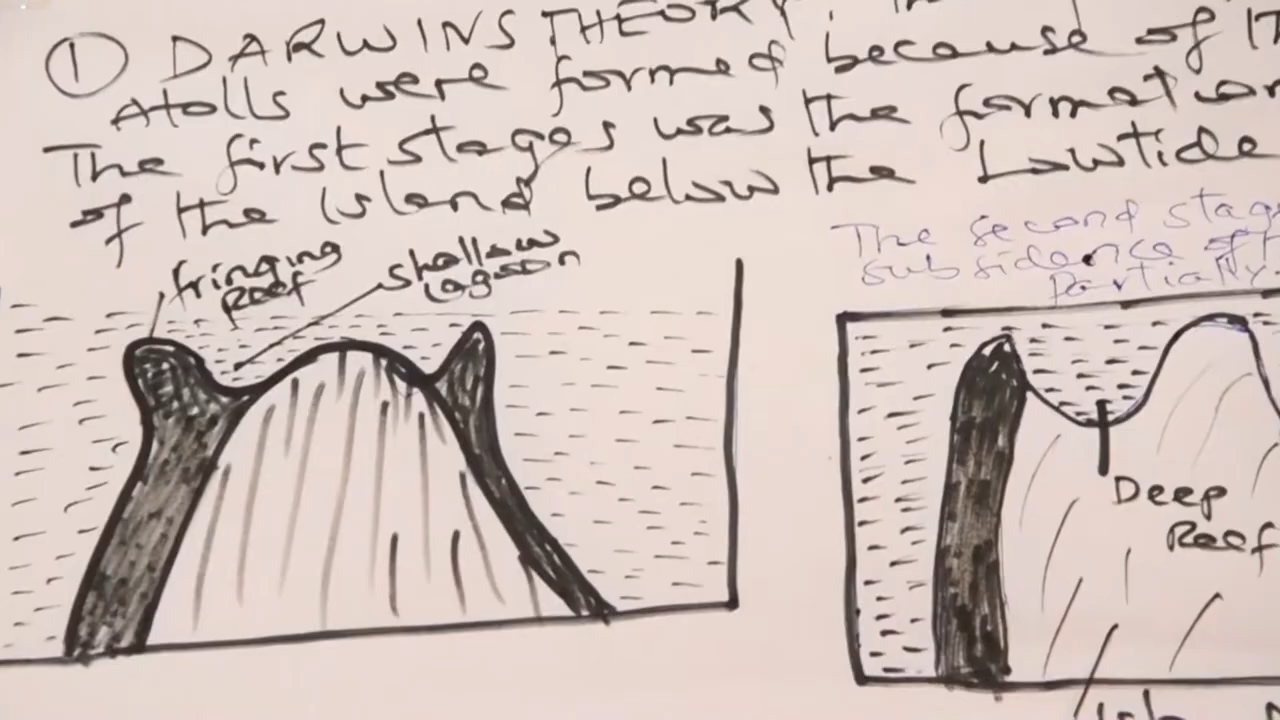 ① DARWINS THEORY.
Atolls were formed because of
The first stages was the formation
of the Island below the Lowtide
The second stag
subsidence of
Partially
fringing
Reef
shallow
lagoon
Deep
Reef